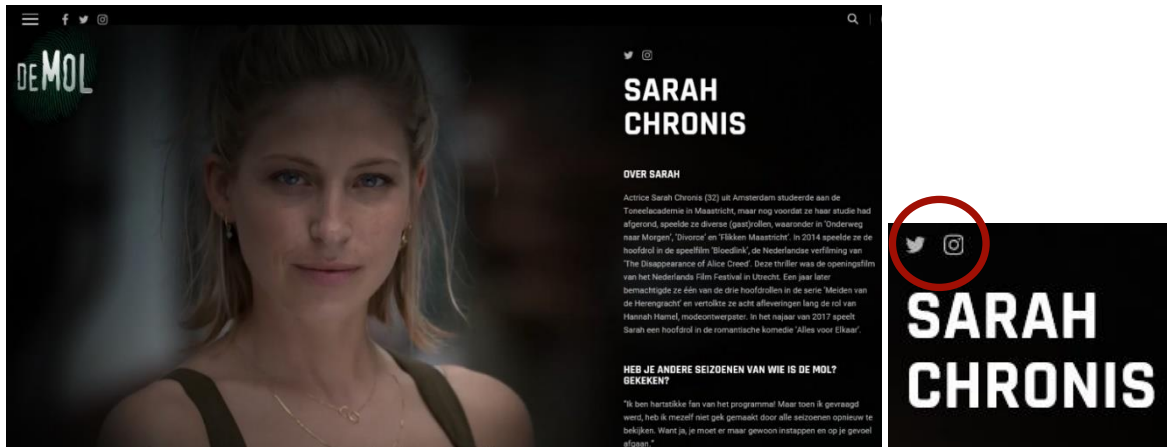 DE MOL
SARAH
CHRONIS
OVER SARAH
Actrice Sarah Chronis (32) uit Amsterdam studeerde aan de
Toneelacademie in Maastricht, maar nog voordat ze haar studie had
afgerond, speelde ze diverse (gast)rollen, waaronder in 'Onderweg
naar Morgen', 'Divorce' en 'Flikken Maastricht'. In 2014 speelde ze de
hoofdrol in de speelfilm 'Bloedlink', de Nederlandse verfilming van
'The Disappearance of Alice Creed'. Deze thriller was de openingsfilm
van het Nederlands Film Festival in Utrecht. Een jaar later
bemachtigde ze één van de drie hoofdrollen in de serie 'Meiden van
de Herengracht' en vertolkte ze acht afleveringen lang de rol van
Hannah Hamel, modeontwerpster. In het najaar van 2017 speelt
Sarah een hoofdrol in de romantische komedie 'Alles voor Elkaar'.
HEB JE ANDERE SEIZOENEN VAN WIE IS DE MOL?
GEKEKEN?
"Ik ben hartstikke fan van het programma! Maar toen ik gevraagd
werd, heb ik mezelf niet gek gemaakt door alle seizoenen opnieuw te
bekijken. Want ja, je moet er maar gewoon instappen en op je gevoel
afgaan."
SARAH
CHRONIS